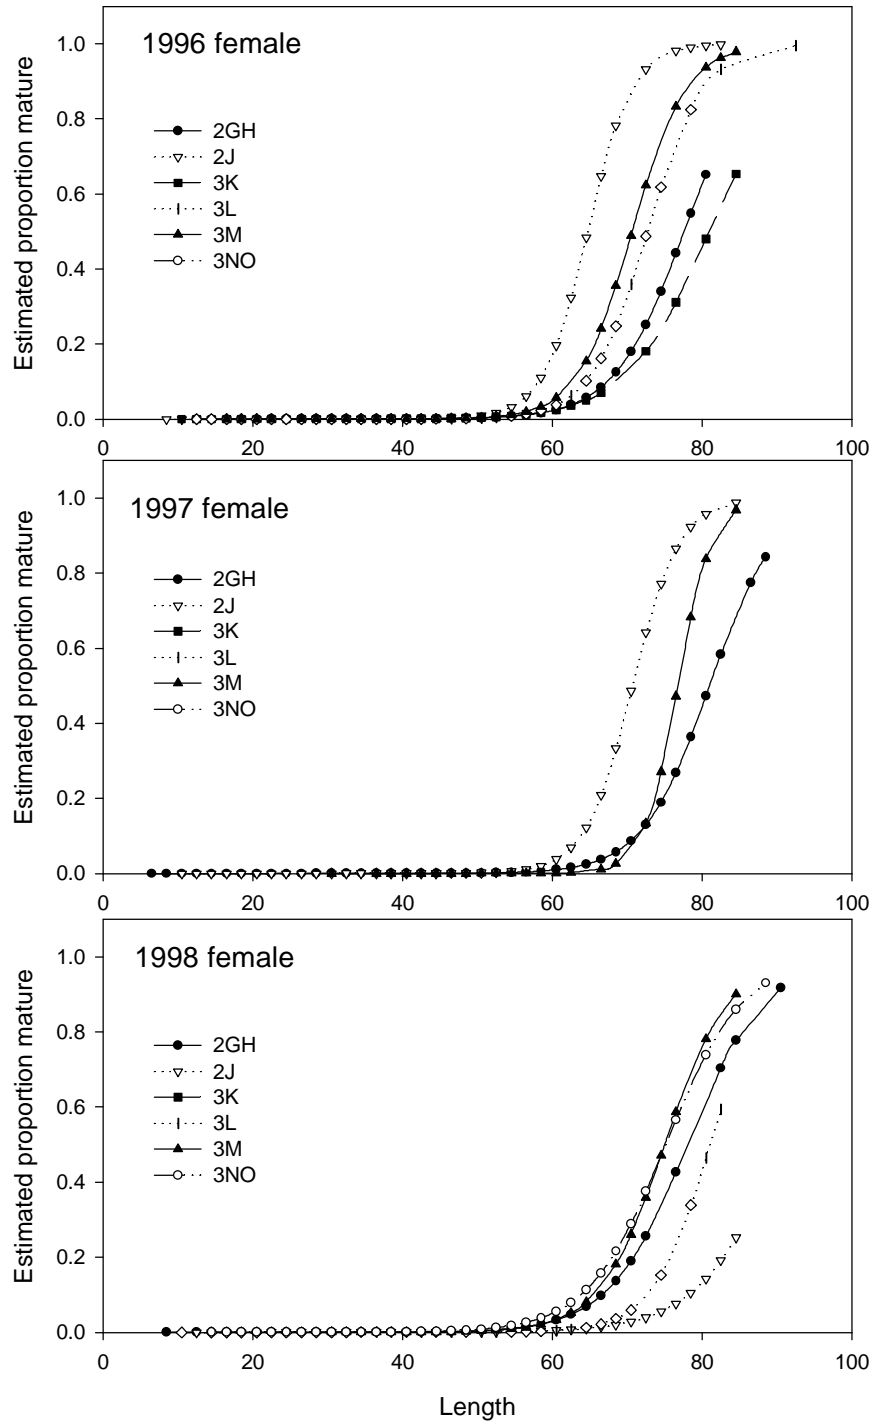 1996 female
Estimated proportion mature
1.0
0.8
0.6
0.4
0.2
0.0
2GH
2J
3K
3L
3M
3NO
0 20 40 60 80 100
1997 female
Estimated proportion mature
1.0
0.8
0.6
0.4
0.2
0.0
2GH
2J
3K
3L
3M
3NO
0 20 40 60 80 100
1998 female
Estimated proportion mature
1.0
0.8
0.6
0.4
0.2
0.0
2GH
2J
3K
3L
3M
3NO
0 20 40 60 80 100
Length